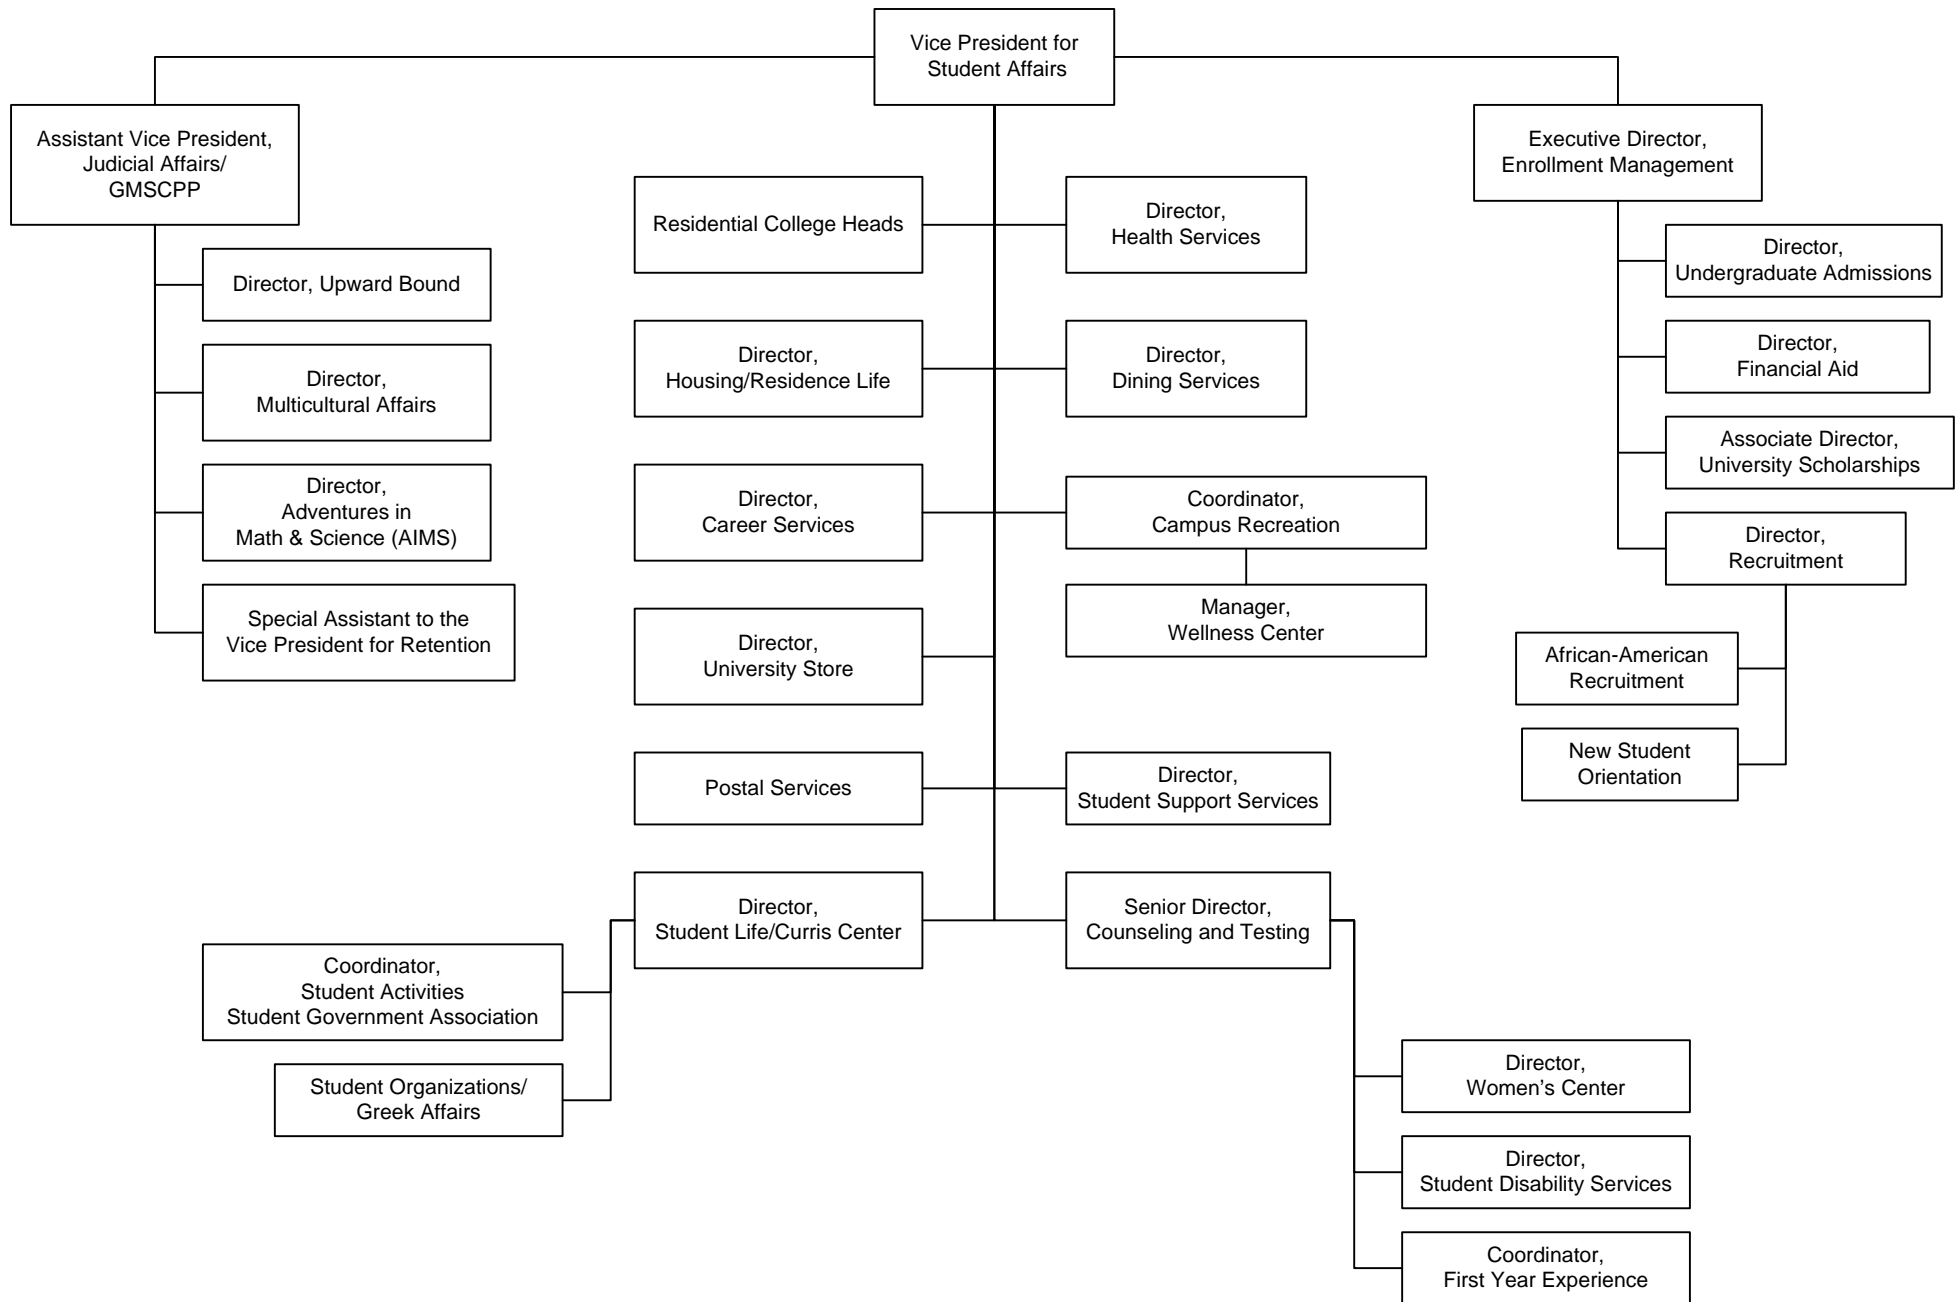 Vice President for
Student Affairs
Assistant Vice President,
Judicial Affairs/
GMSCPP
Director, Upward Bound
Director,
Multicultural Affairs
Director,
Adventures in
Math & Science (AIMS)
Special Assistant to the
Vice President for Retention
Residential College Heads
Director,
Health Services
Director,
Housing/Residence Life
Director,
Dining Services
Director,
Career Services
Coordinator,
Campus Recreation
Manager,
Wellness Center
Director,
University Store
Postal Services
Director,
Student Support Services
Director,
Student Life/Curris Center
Senior Director,
Counseling and Testing
Coordinator,
Student Activities
Student Government Association
Student Organizations/
Greek Affairs
Director,
Women's Center
Director,
Student Disability Services
Coordinator,
First Year Experience
Executive Director,
Enrollment Management
Director,
Undergraduate Admissions
Director,
Financial Aid
Associate Director,
University Scholarships
Director,
Recruitment
African-American
Recruitment
New Student
Orientation